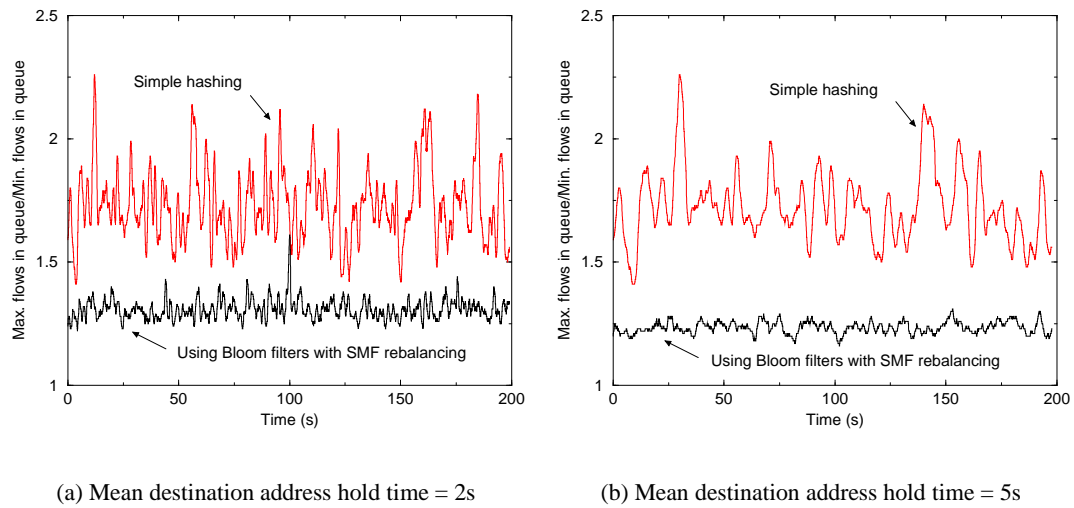 Max. flows in queue/Min. flows in queue
2.5
2
1.5
1
Simple hashing
Using Bloom filters with SMF rebalancing
0
50
100
150
200
Time (s)
(a) Mean destination address hold time = 2s
Max. flows in queue/Min. flows in queue
2.5
2
1.5
1
Simple hashing
Using Bloom filters with SMF rebalancing
0
50
100
150
200
Time (s)
(b) Mean destination address hold time = 5s